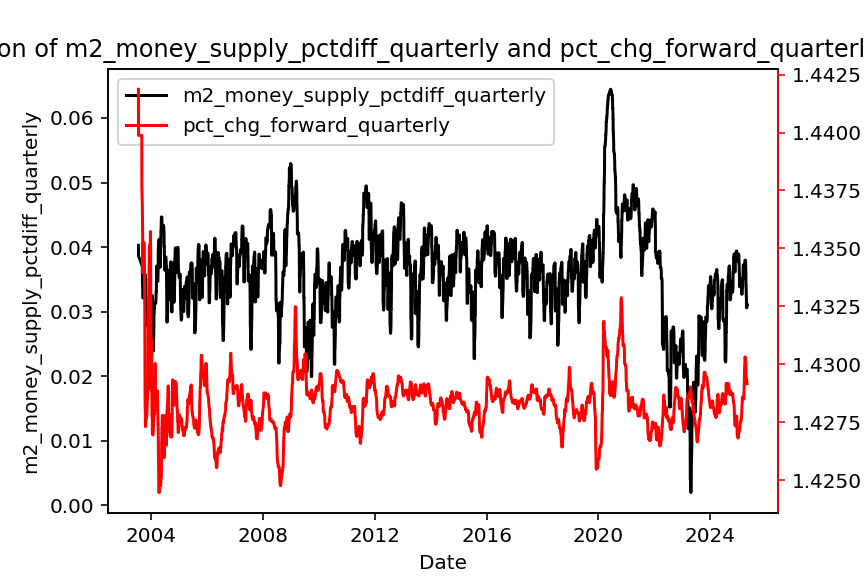 on of m2_money_supply_pctdiff_quarterly and pct_chg_forward_quarterl
m2_money_supply_pctdiff_quarterly
pct_chg_forward_quarterly
m2_money_supply_pctdiff_quarterly
0.06
0.05
0.04
0.03
0.02
0.01
0.00
1.4425
1.4400
1.4375
1.4350
1.4325
1.4300
1.4275
1.4250
2004 2008 2012 2016 2020 2024
Date